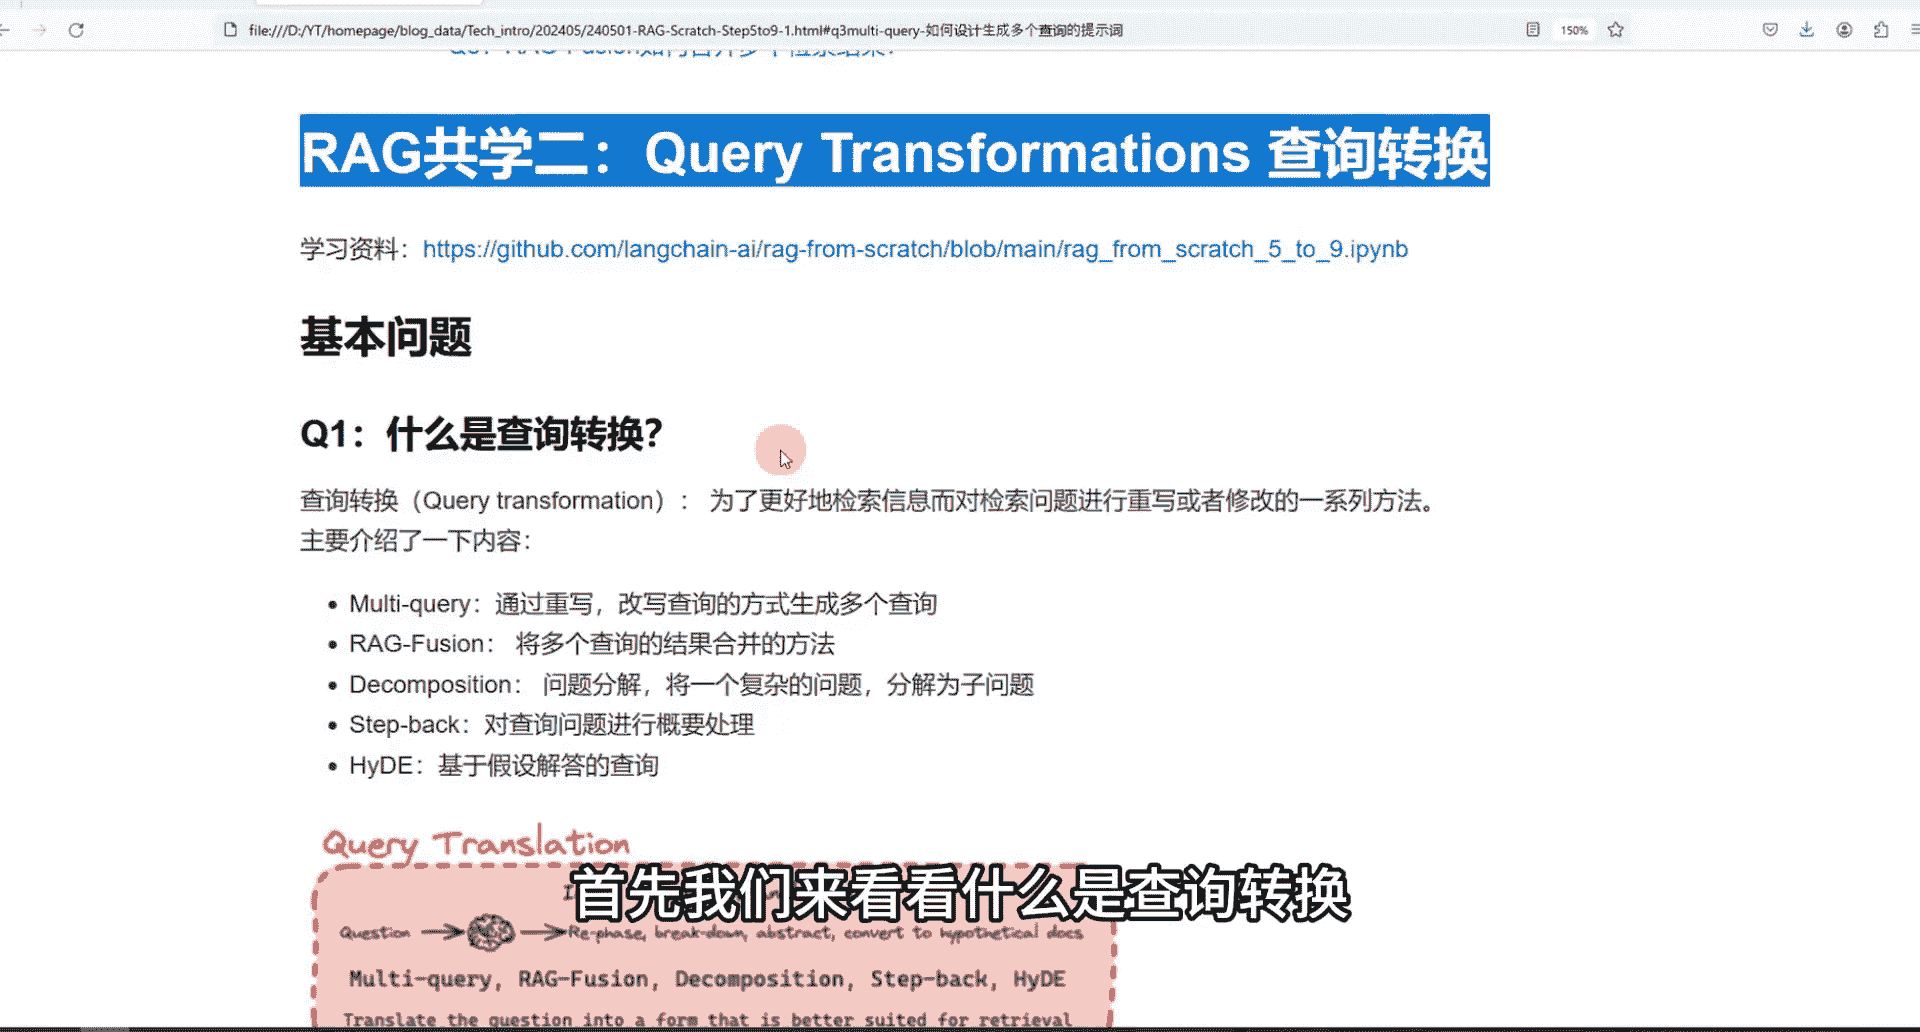 file:///D:/YT/homepage/blog_data/Tech_intro/202405/240501-RAG-Scratch-Step5to9-1.html#q3multi-query-如何设计生成多个查询的提示词
150%
RAG共学二：Query Transformations 查询转换
学习资料：https://github.com/langchain-ai/rag-from-scratch/blob/main/rag_from_scratch_5_to_9.ipynb
基本问题
Q1：什么是查询转换？
查询转换（Query transformation）： 为了更好地检索信息而对检索问题进行重写或者修改的一系列方法。
主要介绍了一下内容：
Multi-query：通过重写，改写查询的方式生成多个查询
RAG-Fusion： 将多个查询的结果合并的方法
Decomposition： 问题分解，将一个复杂的问题，分解为子问题
Step-back：对查询问题进行概要处理
HyDE：基于假设解答的查询
Query Translation
首先我们来看看什么是查询转换
Question Re-phase, break-down, abstract, convert to hypothetical docs
Multi-query, RAG-Fusion, Decomposition, Step-back, HyDE
Translate the question into a form that is better suited for retrieval